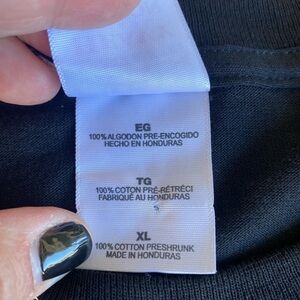 EG
100% ALGODON PRE-ENCOGIDO
HECHO EN HONDURAS
TG
100% COTON PRÉ-RÉTRÉCI
FABRIQUÉ AU HONDURAS
XL
100% COTTON PRESHRUNK
MADE IN HONDURAS